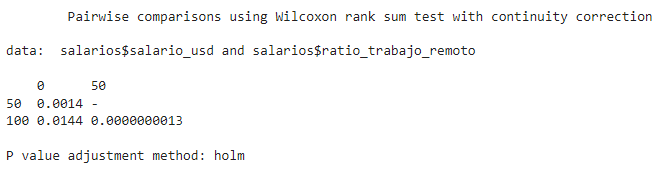 Pairwise comparisons using Wilcoxon rank sum test with continuity correction
data:  salarios$salario_usd and salarios$ratio_trabajo_remoto
    0      50
50  0.0014 -
100 0.0144 0.0000000013
P value adjustment method: holm